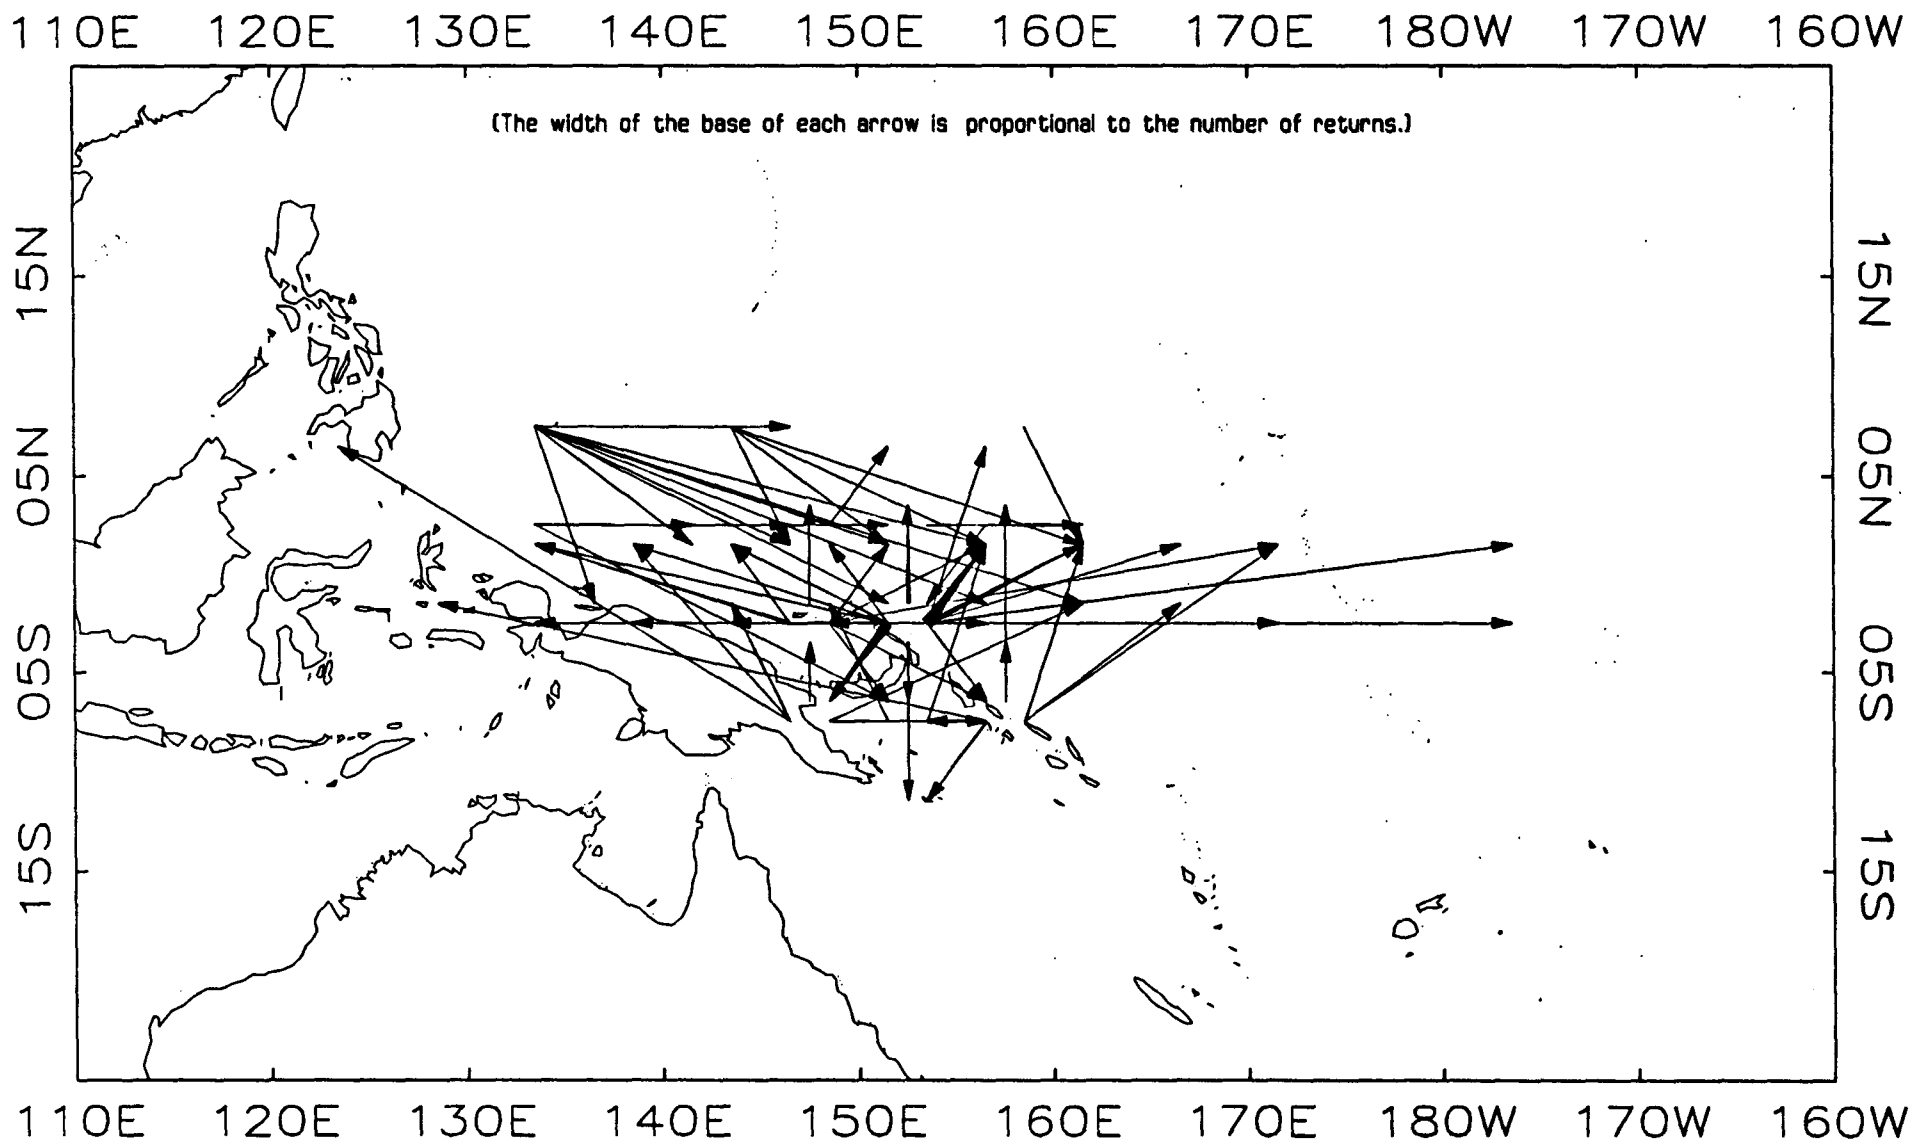 110E 120E 130E 140E 150E 160E 170E 180W 170W 160W
(The width of the base of each arrow is proportional to the number of returns.)
15N 15N
05N 05N
05S 05S
15S 15S
110E 120E 130E 140E 150E 160E 170E 180W 170W 160W